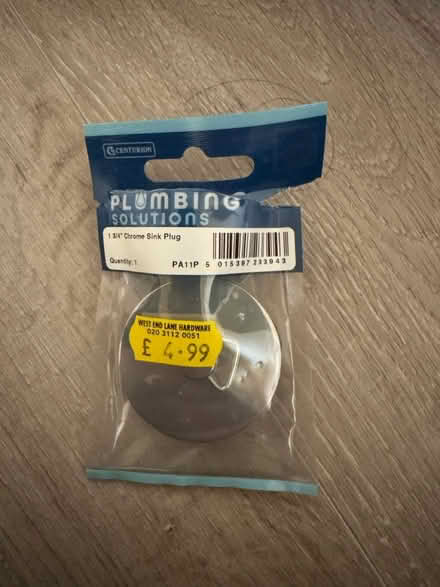 CENTURION
PLUMBING
SOLUTIONS
1 3/4" Chrome Sink Plug
Quantity: 1
PA11P 5 015397 233943
WEST END LANE HARDWARE
020 3112 0051
£ 4.99